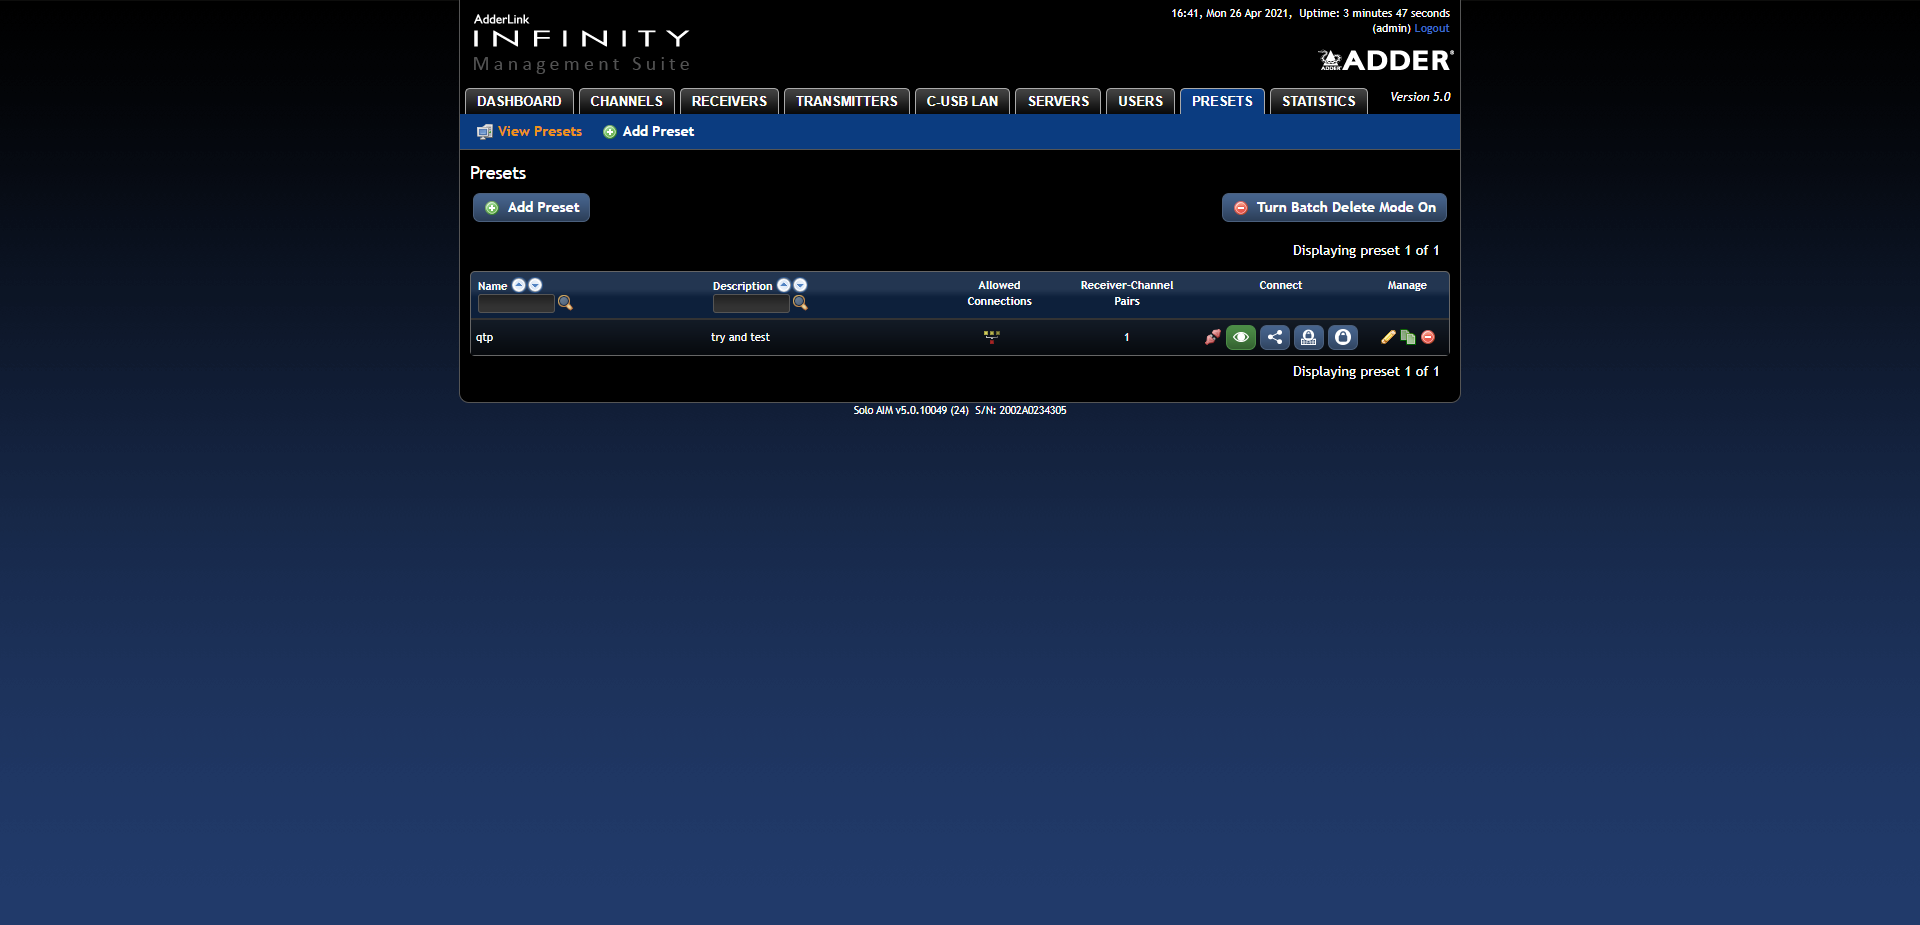 AdderLink
INFINITY
Management Suite
16:41, Mon 26 Apr 2021, Uptime: 3 minutes 47 seconds
(admin) Logout
ADDER
ADDER®
DASHBOARD CHANNELS RECEIVERS TRANSMITTERS C-USB LAN SERVERS USERS PRESETS STATISTICS Version 5.0
View Presets Add Preset
Presets
Add Preset Turn Batch Delete Mode On
Displaying preset 1 of 1
Name Description Allowed Connections Receiver-Channel Pairs Connect Manage
qtp try and test 1
Displaying preset 1 of 1
Solo AIM v5.0.10049 (24) S/N: 2002A0234305